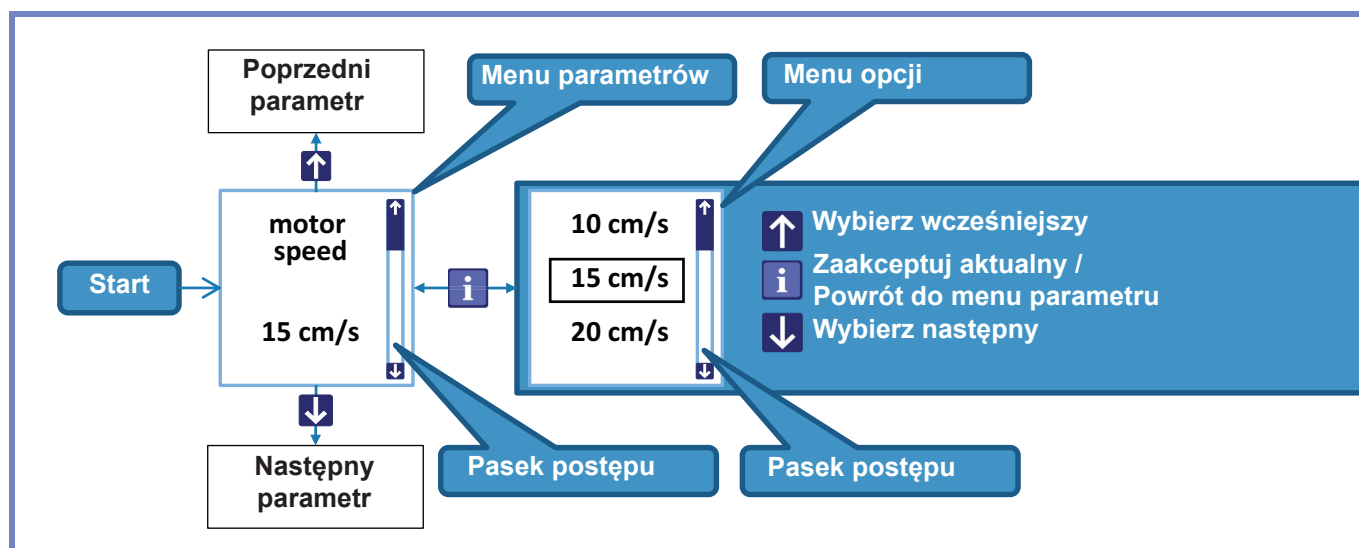 Poprzedni
parametr
Menu parametrów
Menu opcji
motor
speed
15 cm/s
Start
i
10 cm/s
15 cm/s
20 cm/s
Wybierz wcześniejszy
i
Zaakceptuj aktualny /
Powrót do menu parametru
Wybierz następny
Następny
parametr
Pasek postępu
Pasek postępu